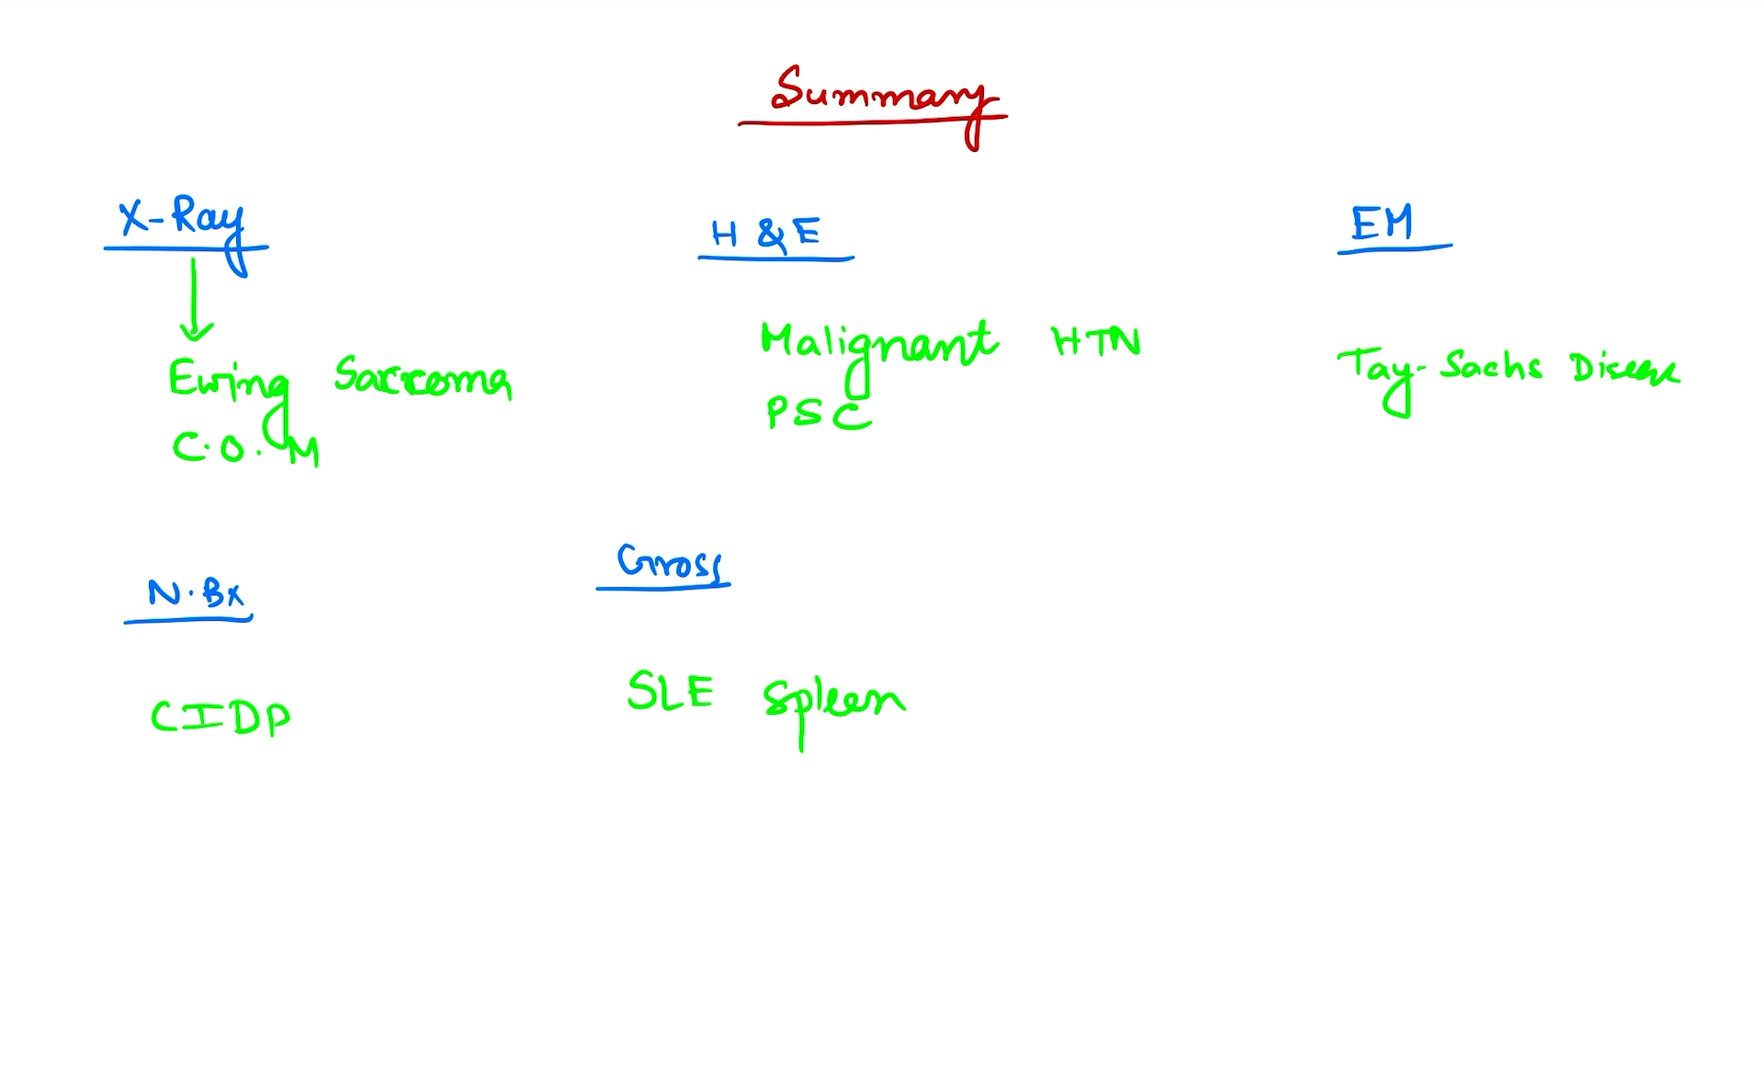 Summary
X-Ray
Ewing Sarcoma
C.O.M
H & E
Malignant HTN
PSC
EM
Tay-Sachs Disease
N.Bx
CIDP
Gross
SLE Spleen